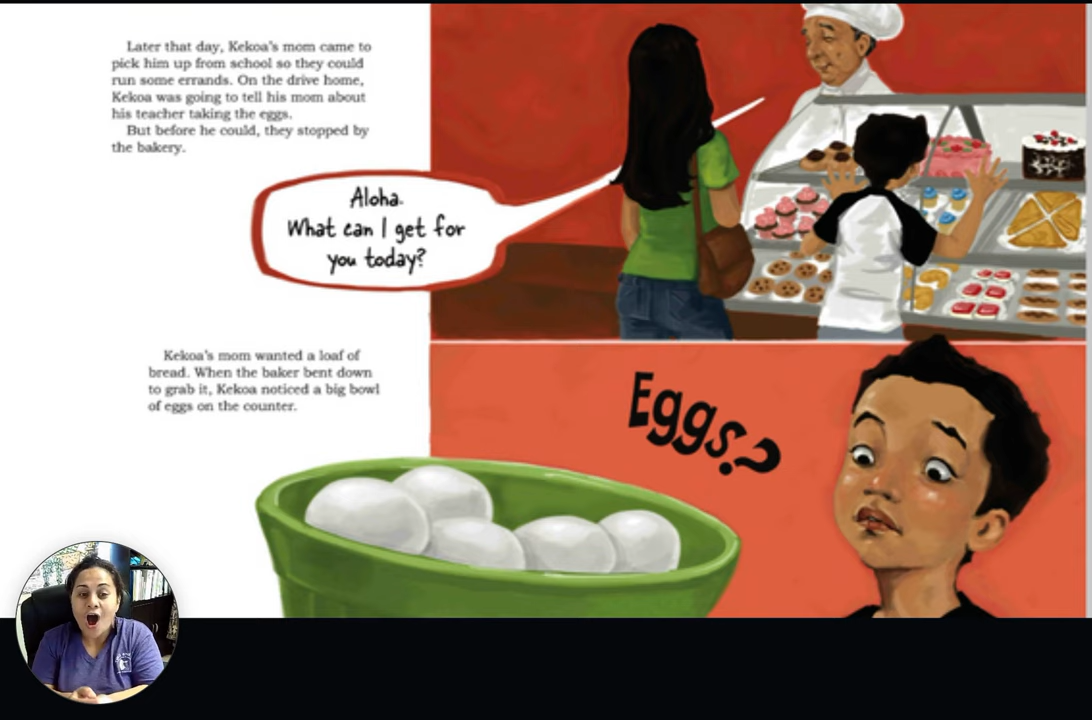 Later that day, Kekoa's mom came to
pick him up from school so they could
run some errands. On the drive home,
Kekoa was going to tell his mom about
his teacher taking the eggs.
But before he could, they stopped by
the bakery.
Aloha.
What can I get for
you today?
Kekoa's mom wanted a loaf of
bread. When the baker bent down
to grab it, Kekoa noticed a big bowl
of eggs on the counter.
Eggs?